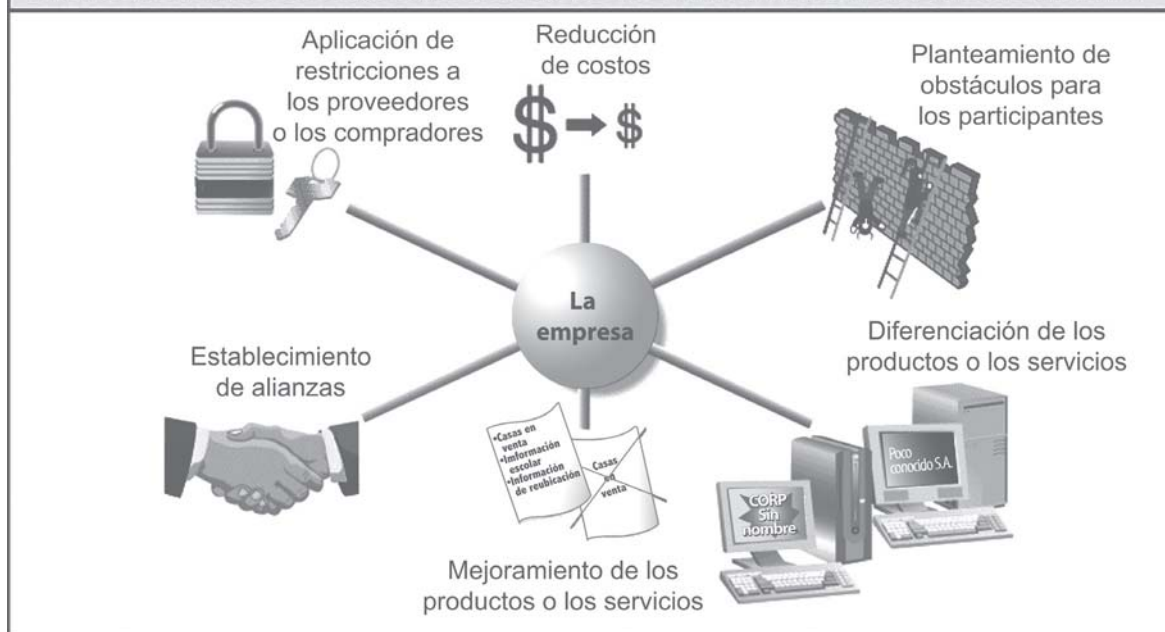 Aplicación de
restricciones a
los proveedores
o los compradores
Reducción
de costos
$ $
Planteamiento de
obstáculos para
los participantes
La
empresa
Establecimiento
de alianzas
Diferenciación de los
productos o los servicios
•Casas en
venta
•Imformación
escolar
•Información
de reubicación
Casas
en
venta
CORP
Sin
nombre
Poco
conocido S.A.
Mejoramiento de los
productos o los servicios